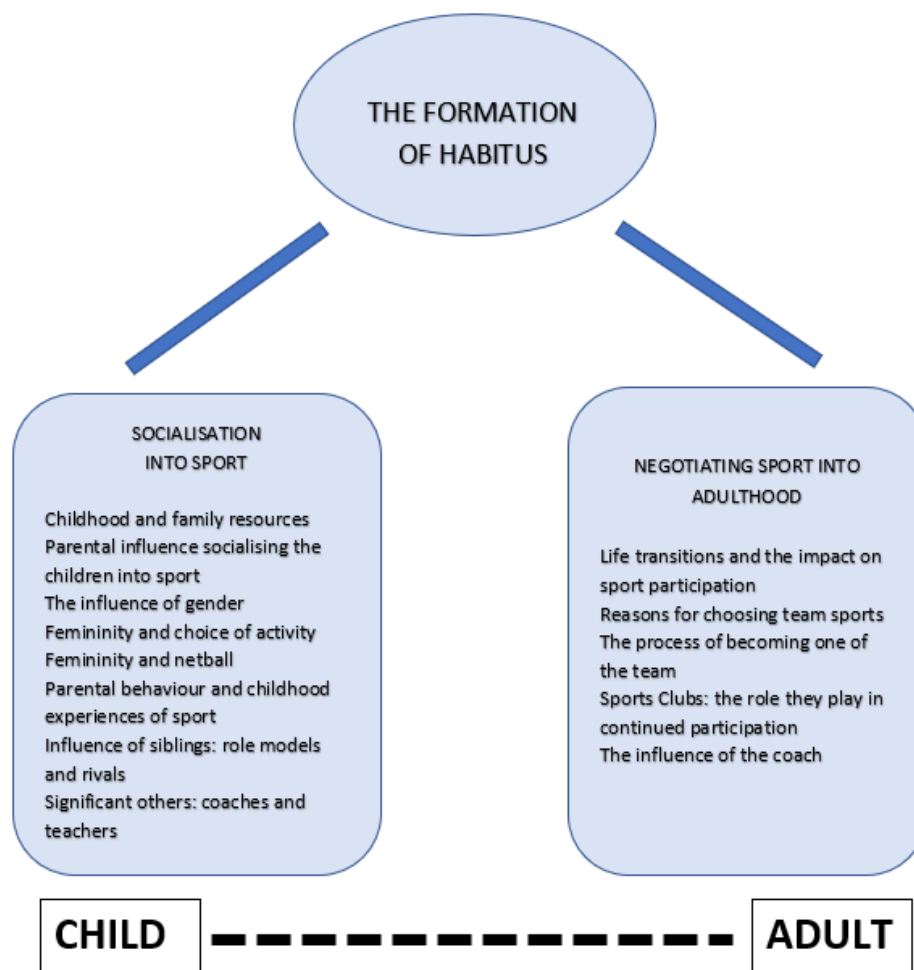 THE FORMATION
OF HABITUS
SOCIALISATION
INTO SPORT
Childhood and family resources
Parental influence socialising the
children into sport
The influence of gender
Femininity and choice of activity
Femininity and netball
Parental behaviour and childhood
experiences of sport
Influence of siblings: role models
and rivals
Significant others: coaches and
teachers
NEGOTIATING SPORT INTO
ADULTHOOD
Life transitions and the impact on
sport participation
Reasons for choosing team sports
The process of becoming one of
the team
Sports Clubs: the role they play in
continued participation
The influence of the coach
CHILD
ADULT